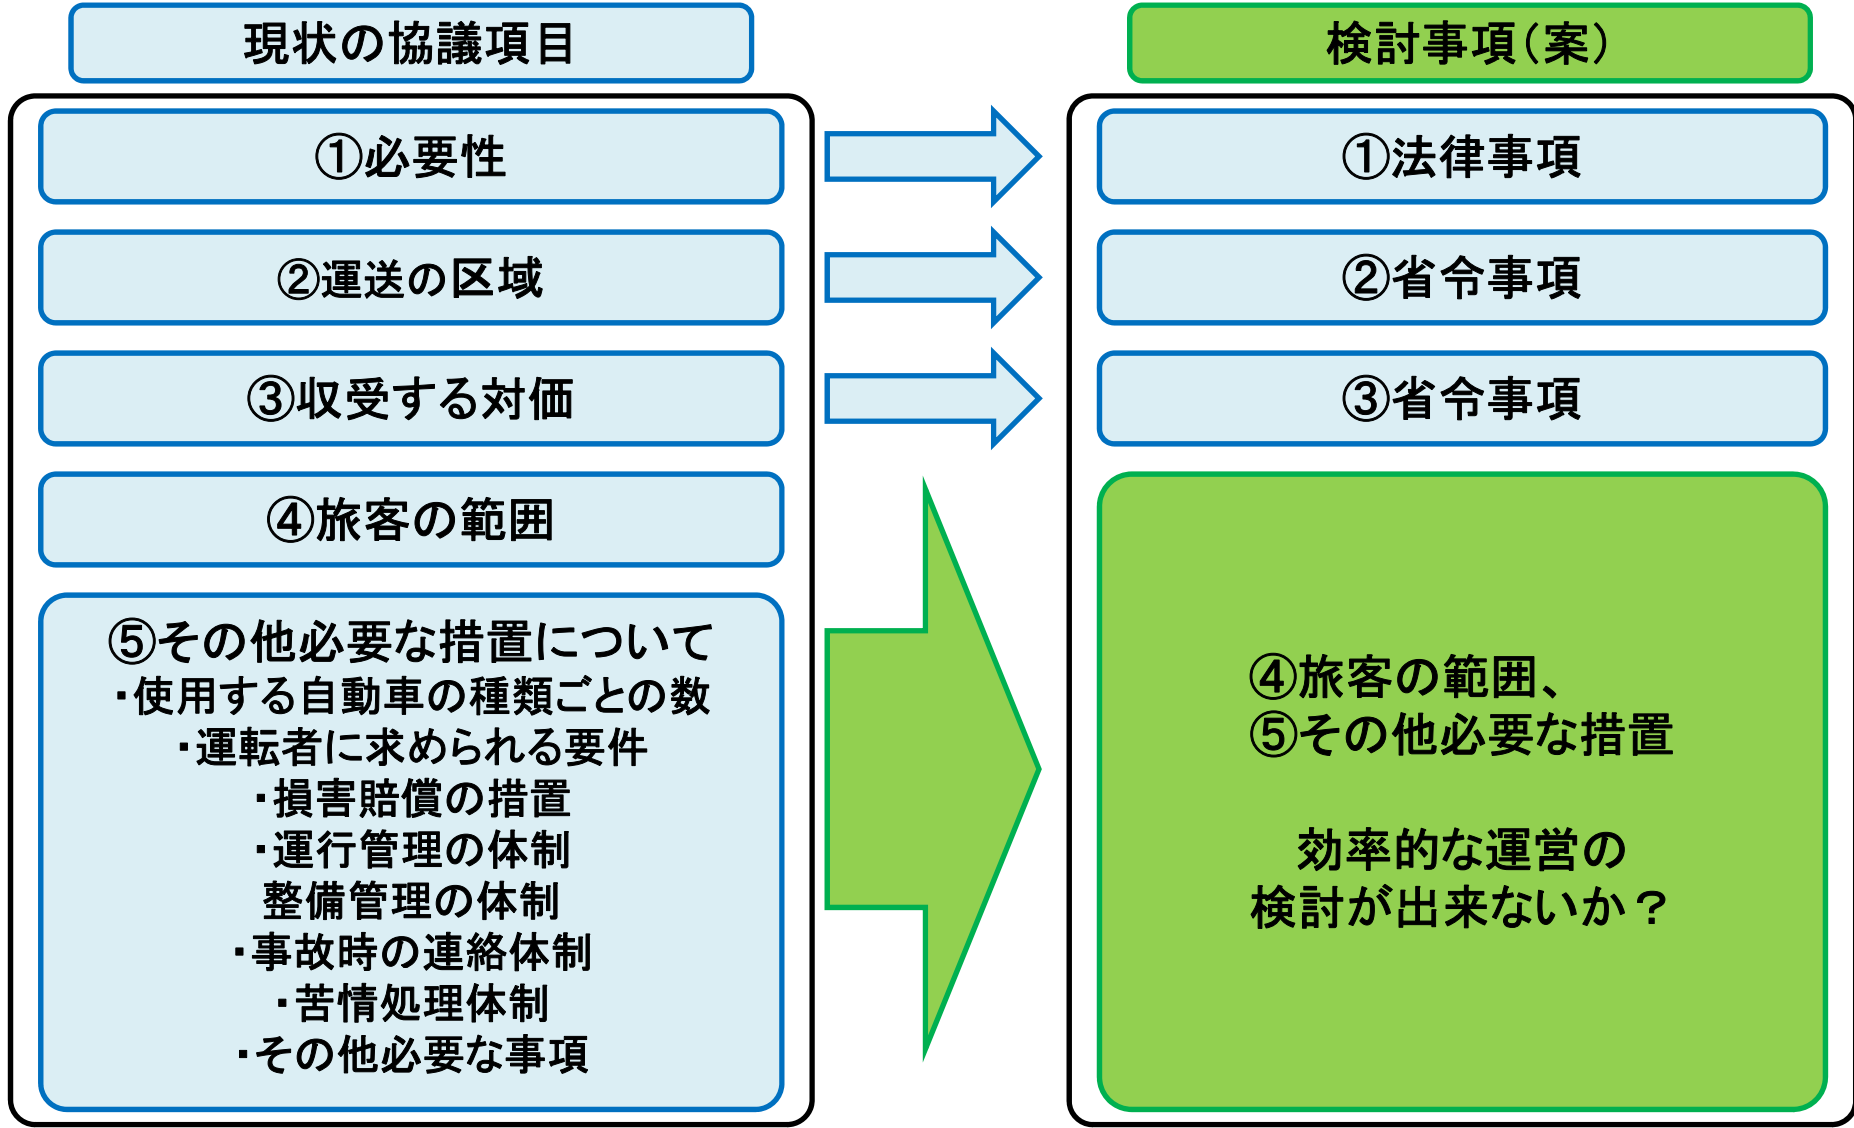 現状の協議項目
①必要性
②運送の区域
③収受する対価
④旅客の範囲
⑤その他必要な措置について
・使用する自動車の種類ごとの数
・運転者に求められる要件
・損害賠償の措置
・運行管理の体制
整備管理の体制
・事故時の連絡体制
・苦情処理体制
・その他必要な事項
検討事項（案）
①法律事項
②省令事項
③省令事項
④旅客の範囲、
⑤その他必要な措置
効率的な運営の
検討が出来ないか？